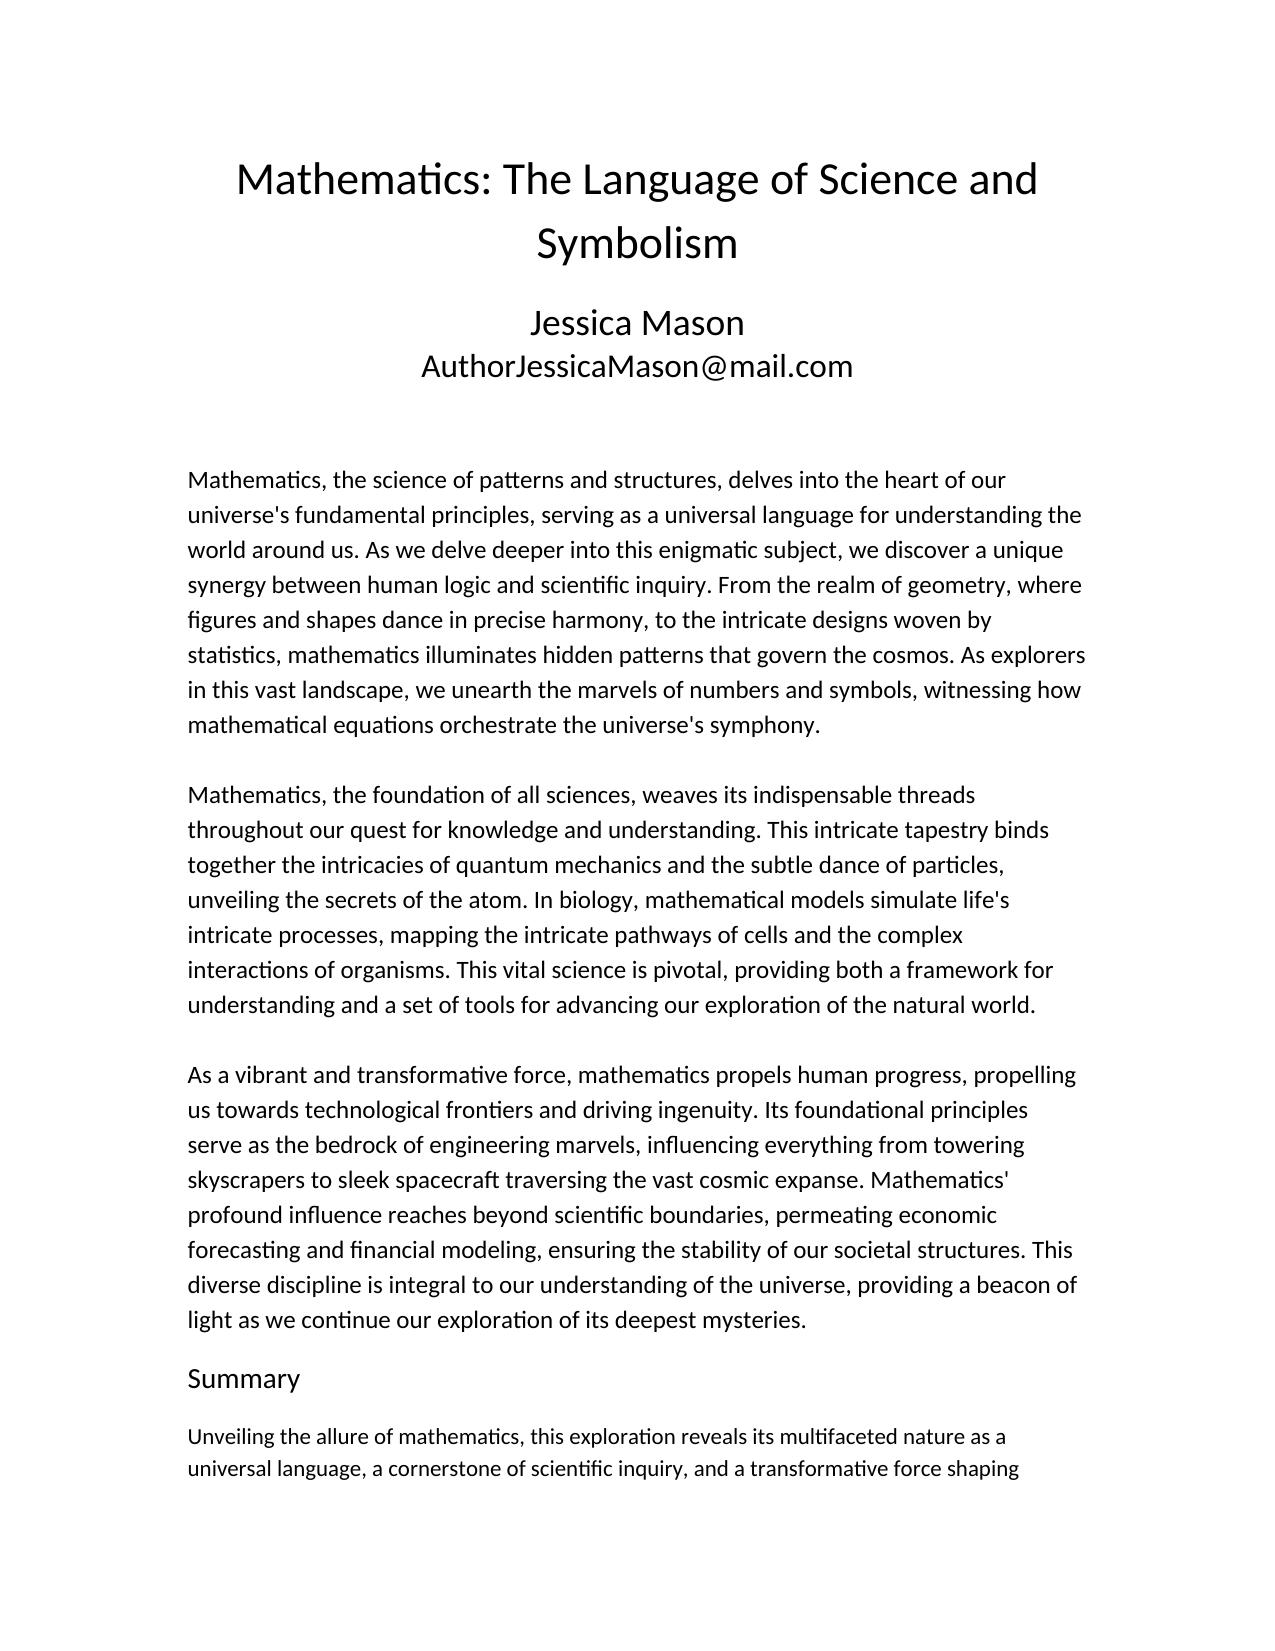 Mathematics: The Language of Science and
Symbolism
Jessica Mason
AuthorJessicaMason@mail.com
Mathematics, the science of patterns and structures, delves into the heart of our
universe's fundamental principles, serving as a universal language for understanding the
world around us. As we delve deeper into this enigmatic subject, we discover a unique
synergy between human logic and scientific inquiry. From the realm of geometry, where
figures and shapes dance in precise harmony, to the intricate designs woven by
statistics, mathematics illuminates hidden patterns that govern the cosmos. As explorers
in this vast landscape, we unearth the marvels of numbers and symbols, witnessing how
mathematical equations orchestrate the universe's symphony.
Mathematics, the foundation of all sciences, weaves its indispensable threads
throughout our quest for knowledge and understanding. This intricate tapestry binds
together the intricacies of quantum mechanics and the subtle dance of particles,
unveiling the secrets of the atom. In biology, mathematical models simulate life's
intricate processes, mapping the intricate pathways of cells and the complex
interactions of organisms. This vital science is pivotal, providing both a framework for
understanding and a set of tools for advancing our exploration of the natural world.
As a vibrant and transformative force, mathematics propels human progress, propelling
us towards technological frontiers and driving ingenuity. Its foundational principles
serve as the bedrock of engineering marvels, influencing everything from towering
skyscrapers to sleek spacecraft traversing the vast cosmic expanse. Mathematics'
profound influence reaches beyond scientific boundaries, permeating economic
forecasting and financial modeling, ensuring the stability of our societal structures. This
diverse discipline is integral to our understanding of the universe, providing a beacon of
light as we continue our exploration of its deepest mysteries.
Summary
Unveiling the allure of mathematics, this exploration reveals its multifaceted nature as a
universal language, a cornerstone of scientific inquiry, and a transformative force shaping